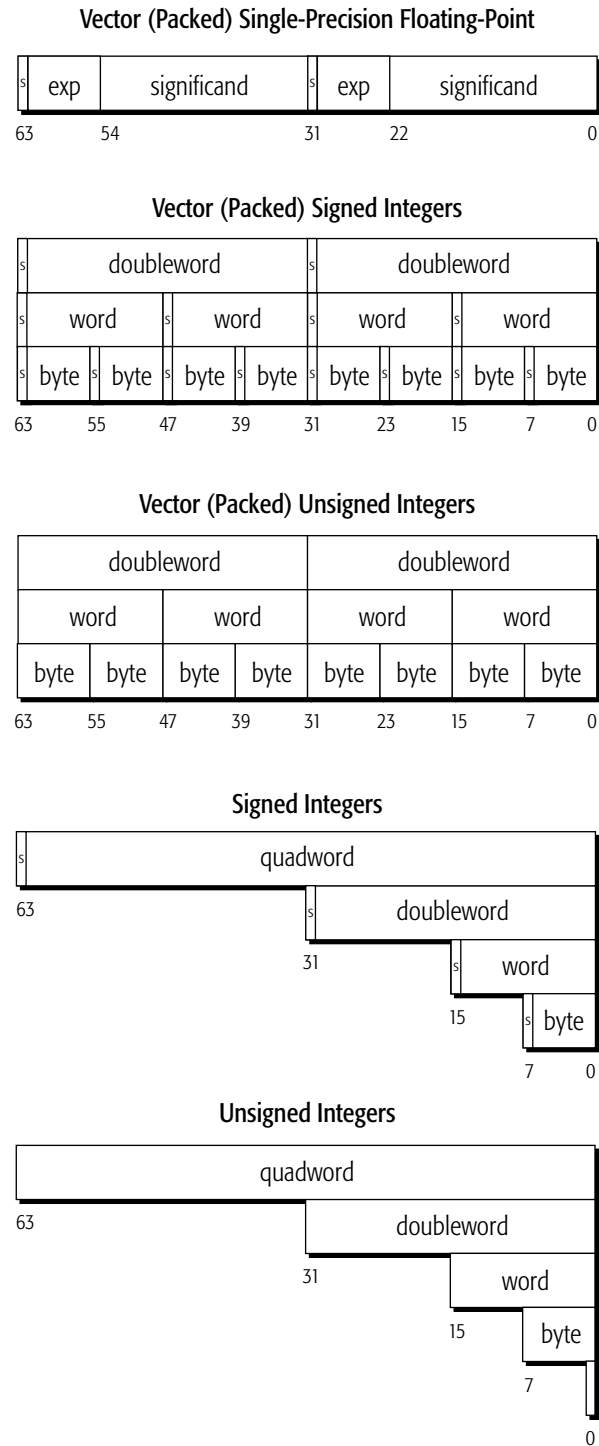 Vector (Packed) Single-Precision Floating-Point
s exp significand s exp significand
63 54 31 22 0
Vector (Packed) Signed Integers
s doubleword s doubleword
s word s word s word s word
s byte s byte s byte s byte s byte s byte s byte s byte
63 55 47 39 31 23 15 7 0
Vector (Packed) Unsigned Integers
doubleword doubleword
word word word word
byte byte byte byte byte byte byte byte
63 55 47 39 31 23 15 7 0
Signed Integers
s quadword
63 s doubleword
31 s word
15 s byte
7 0
Unsigned Integers
quadword
63 doubleword
31 word
15 byte
7
0